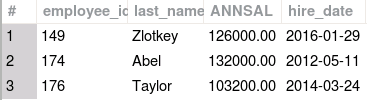 # employee_id last_name ANNSAL hire_date
1 149 Zlotkey 126000.00 2016-01-29
2 174 Abel 132000.00 2012-05-11
3 176 Taylor 103200.00 2014-03-24